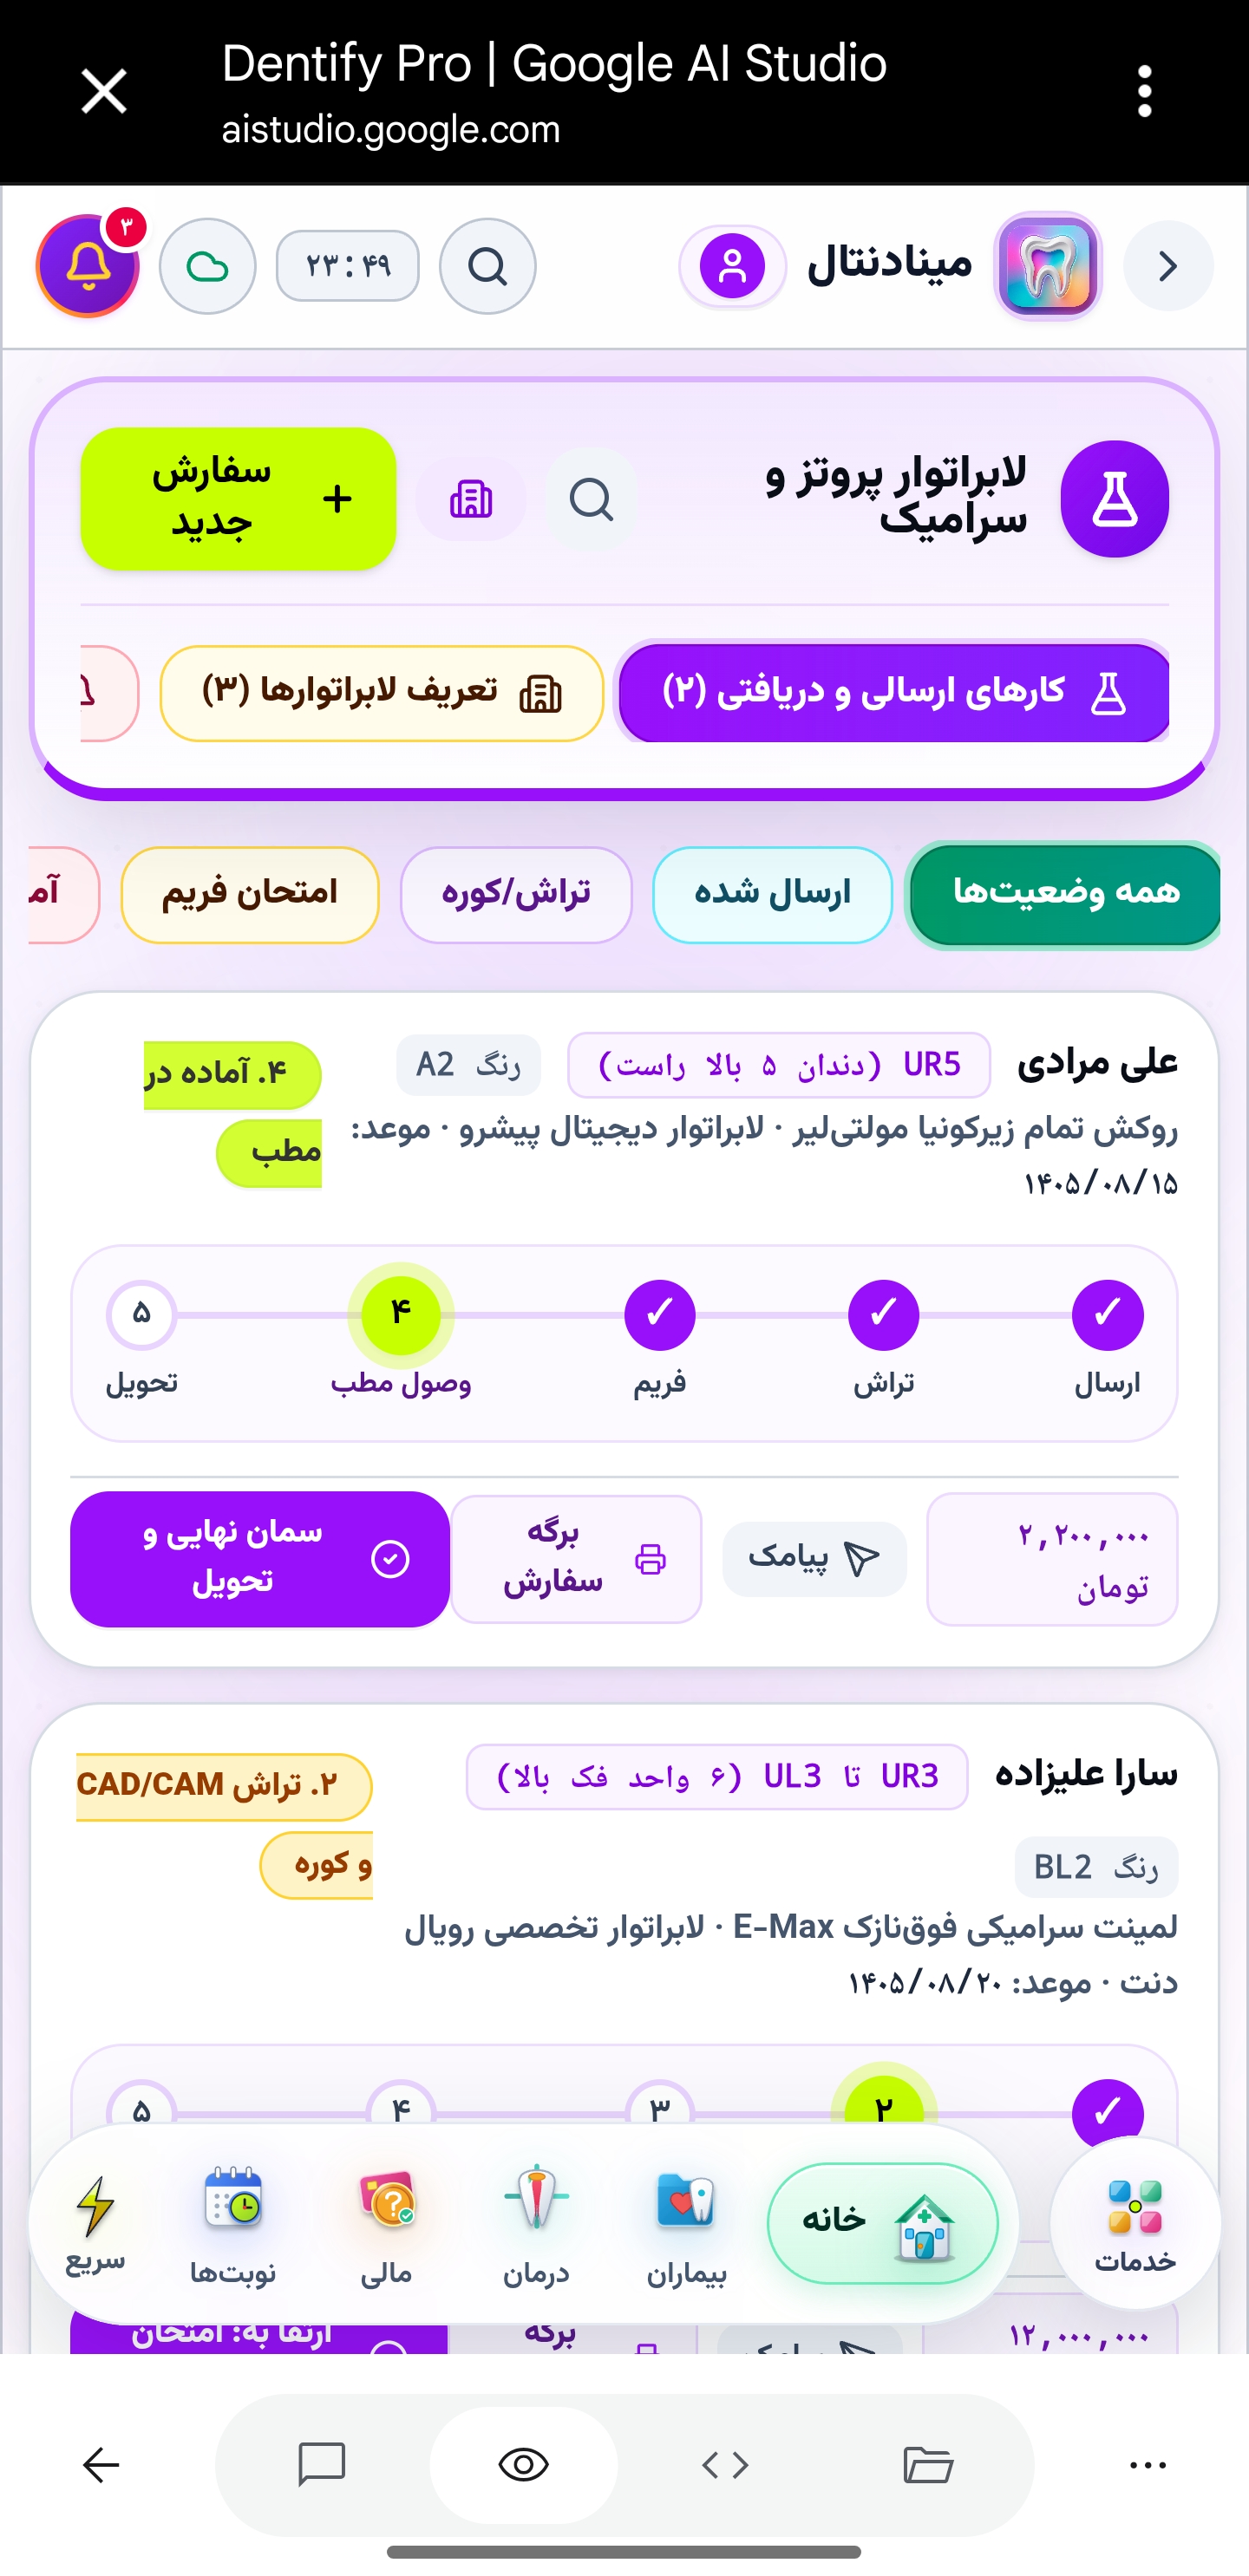 Dentify Pro | Google AI Studio
aistudio.google.com
مینادنتال
۲۳:۴۹
۳
لابراتوار پروتز و
سرامیک
سفارش
جدید
کارهای ارسالی و دریافتی (۲)
تعریف لابراتوارها (۳)
همه وضعیت‌ها
ارسال شده
تراش/کوره
امتحان فریم
آم
علی مرادی
UR5 (دندان ۵ بالا راست)
رنگ A2
۴. آماده در
مطب
روکش تمام زیرکونیا مولتی‌لیر · لابراتوار دیجیتال پیشرو · موعد:
۱۴۰۵/۰۸/۱۵
✓ ✓ ✓ ۴ ۵
ارسال
تراش
فریم
وصول مطب
تحویل
۲,۲۰۰,۰۰۰
تومان
پیامک
برگه
سفارش
سمان نهایی و
تحویل
سارا علیزاده
UR3 تا UL3 (۶ واحد فک بالا)
۲. تراش CAD/CAM
و کوره
رنگ BL2
لمینت سرامیکی فوق‌نازک E-Max · لابراتوار تخصصی رویال
دنت · موعد: ۱۴۰۵/۰۸/۲۰
✓ ۲ ۳ ۴ ۵
خدمات
خانه
بیماران
درمان
مالی
نوبت‌ها
سریع
۱۲,۰۰۰,۰۰۰
برگه
ارتقا به: امتحان